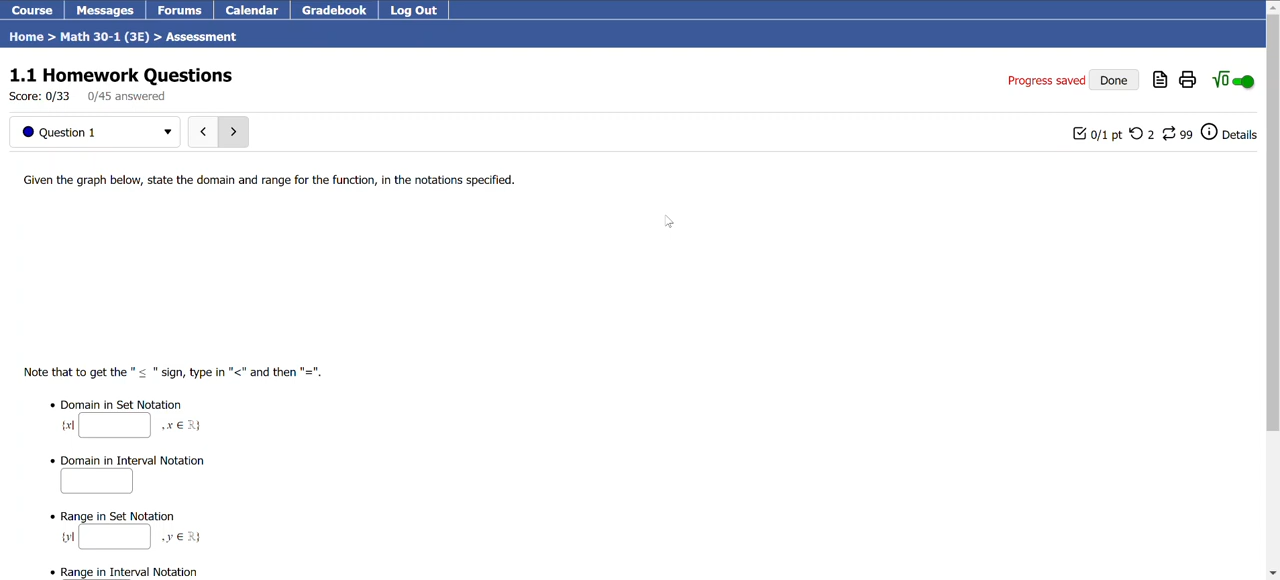 Course Messages Forums Calendar Gradebook Log Out
Home > Math 30-1 (3E) > Assessment
1.1 Homework Questions
Score: 0/33 0/45 answered
Progress saved Done √0
Question 1 < >
0/1 pt 2 99 Details
Given the graph below, state the domain and range for the function, in the notations specified.
Note that to get the " ≤ " sign, type in "<" and then "=".
• Domain in Set Notation
{x| , x ∈ ℝ}
• Domain in Interval Notation
• Range in Set Notation
{y| , y ∈ ℝ}
• Range in Interval Notation